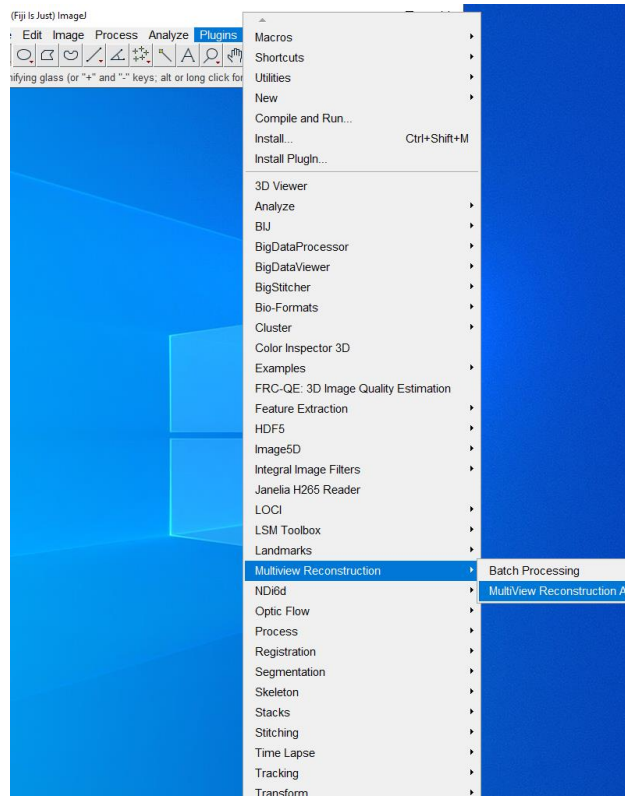 (Fiji Is Just) ImageJ
Edit Image Process Analyze Plugins
nifying glass (or "+" and "-" keys; alt or long click for
Macros
Shortcuts
Utilities
New
Compile and Run...
Install... Ctrl+Shift+M
Install PlugIn...
3D Viewer
Analyze
BIJ
BigDataProcessor
BigDataViewer
BigStitcher
Bio-Formats
Cluster
Color Inspector 3D
Examples
FRC-QE: 3D Image Quality Estimation
Feature Extraction
HDF5
Image5D
Integral Image Filters
Janelia H265 Reader
LOCI
LSM Toolbox
Landmarks
Multiview Reconstruction
Batch Processing
NDi6d
MultiView Reconstruction A
Optic Flow
Process
Registration
Segmentation
Skeleton
Stacks
Stitching
Time Lapse
Tracking
Transform